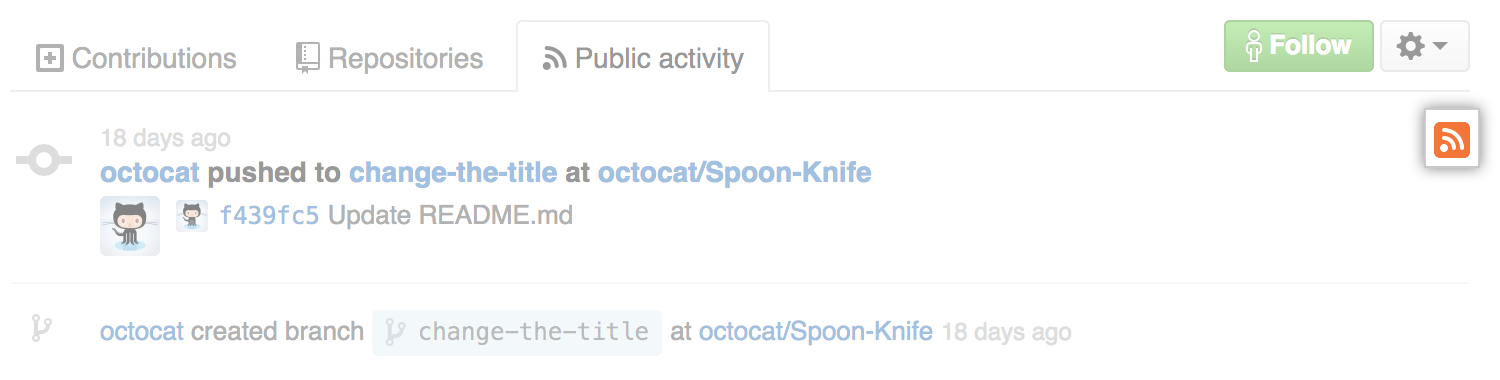 Contributions Repositories Public activity Follow
18 days ago
octocat pushed to change-the-title at octocat/Spoon-Knife
f439fc5 Update README.md
octocat created branch change-the-title at octocat/Spoon-Knife 18 days ago